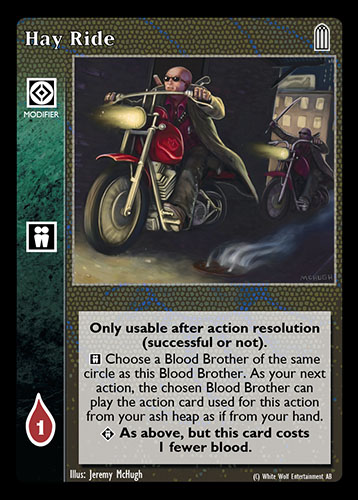 Hay Ride
MODIFIER
MCHUGH
Only usable after action resolution
(successful or not).
Choose a Blood Brother of the same
circle as this Blood Brother. As your next
action, the chosen Blood Brother can
play the action card used for this action
from your ash heap as if from your hand.
As above, but this card costs
1 fewer blood.
1
Illus: Jeremy McHugh
(C) White Wolf Entertainment AB